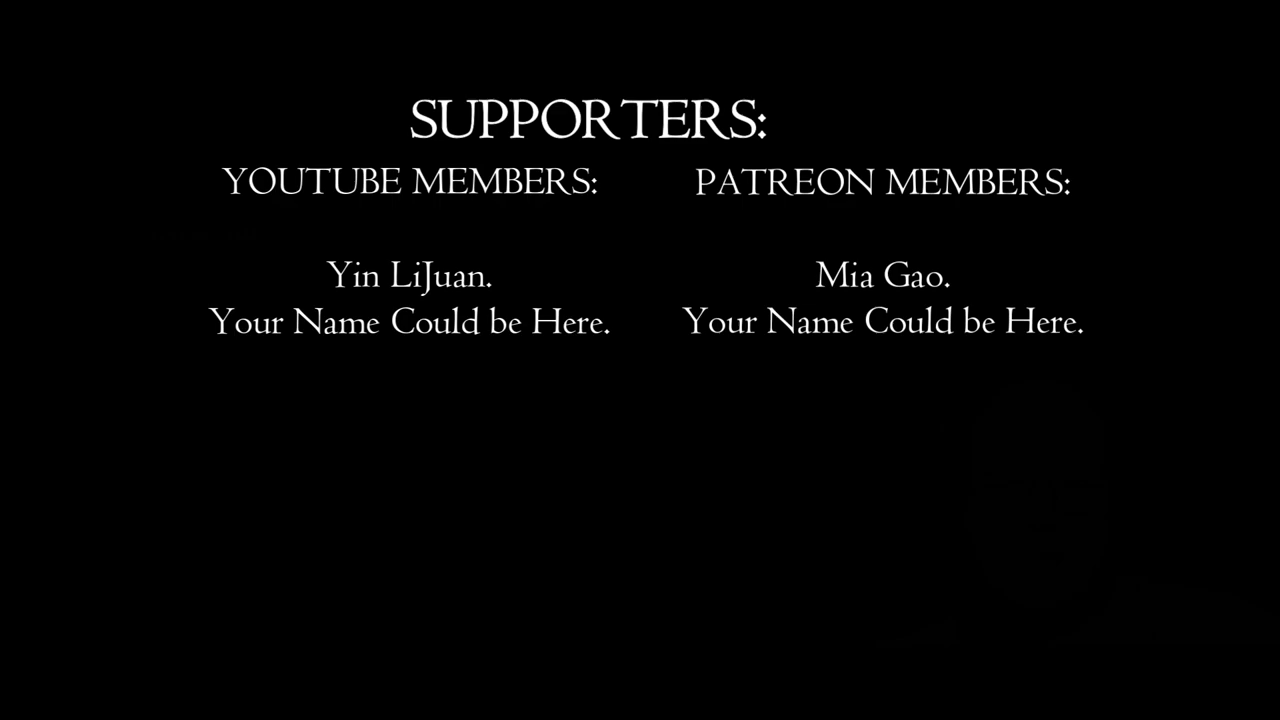 SUPPORTERS:
YOUTUBE MEMBERS:
Yin LiJuan.
Your Name Could be Here.
PATREON MEMBERS:
Mia Gao.
Your Name Could be Here.